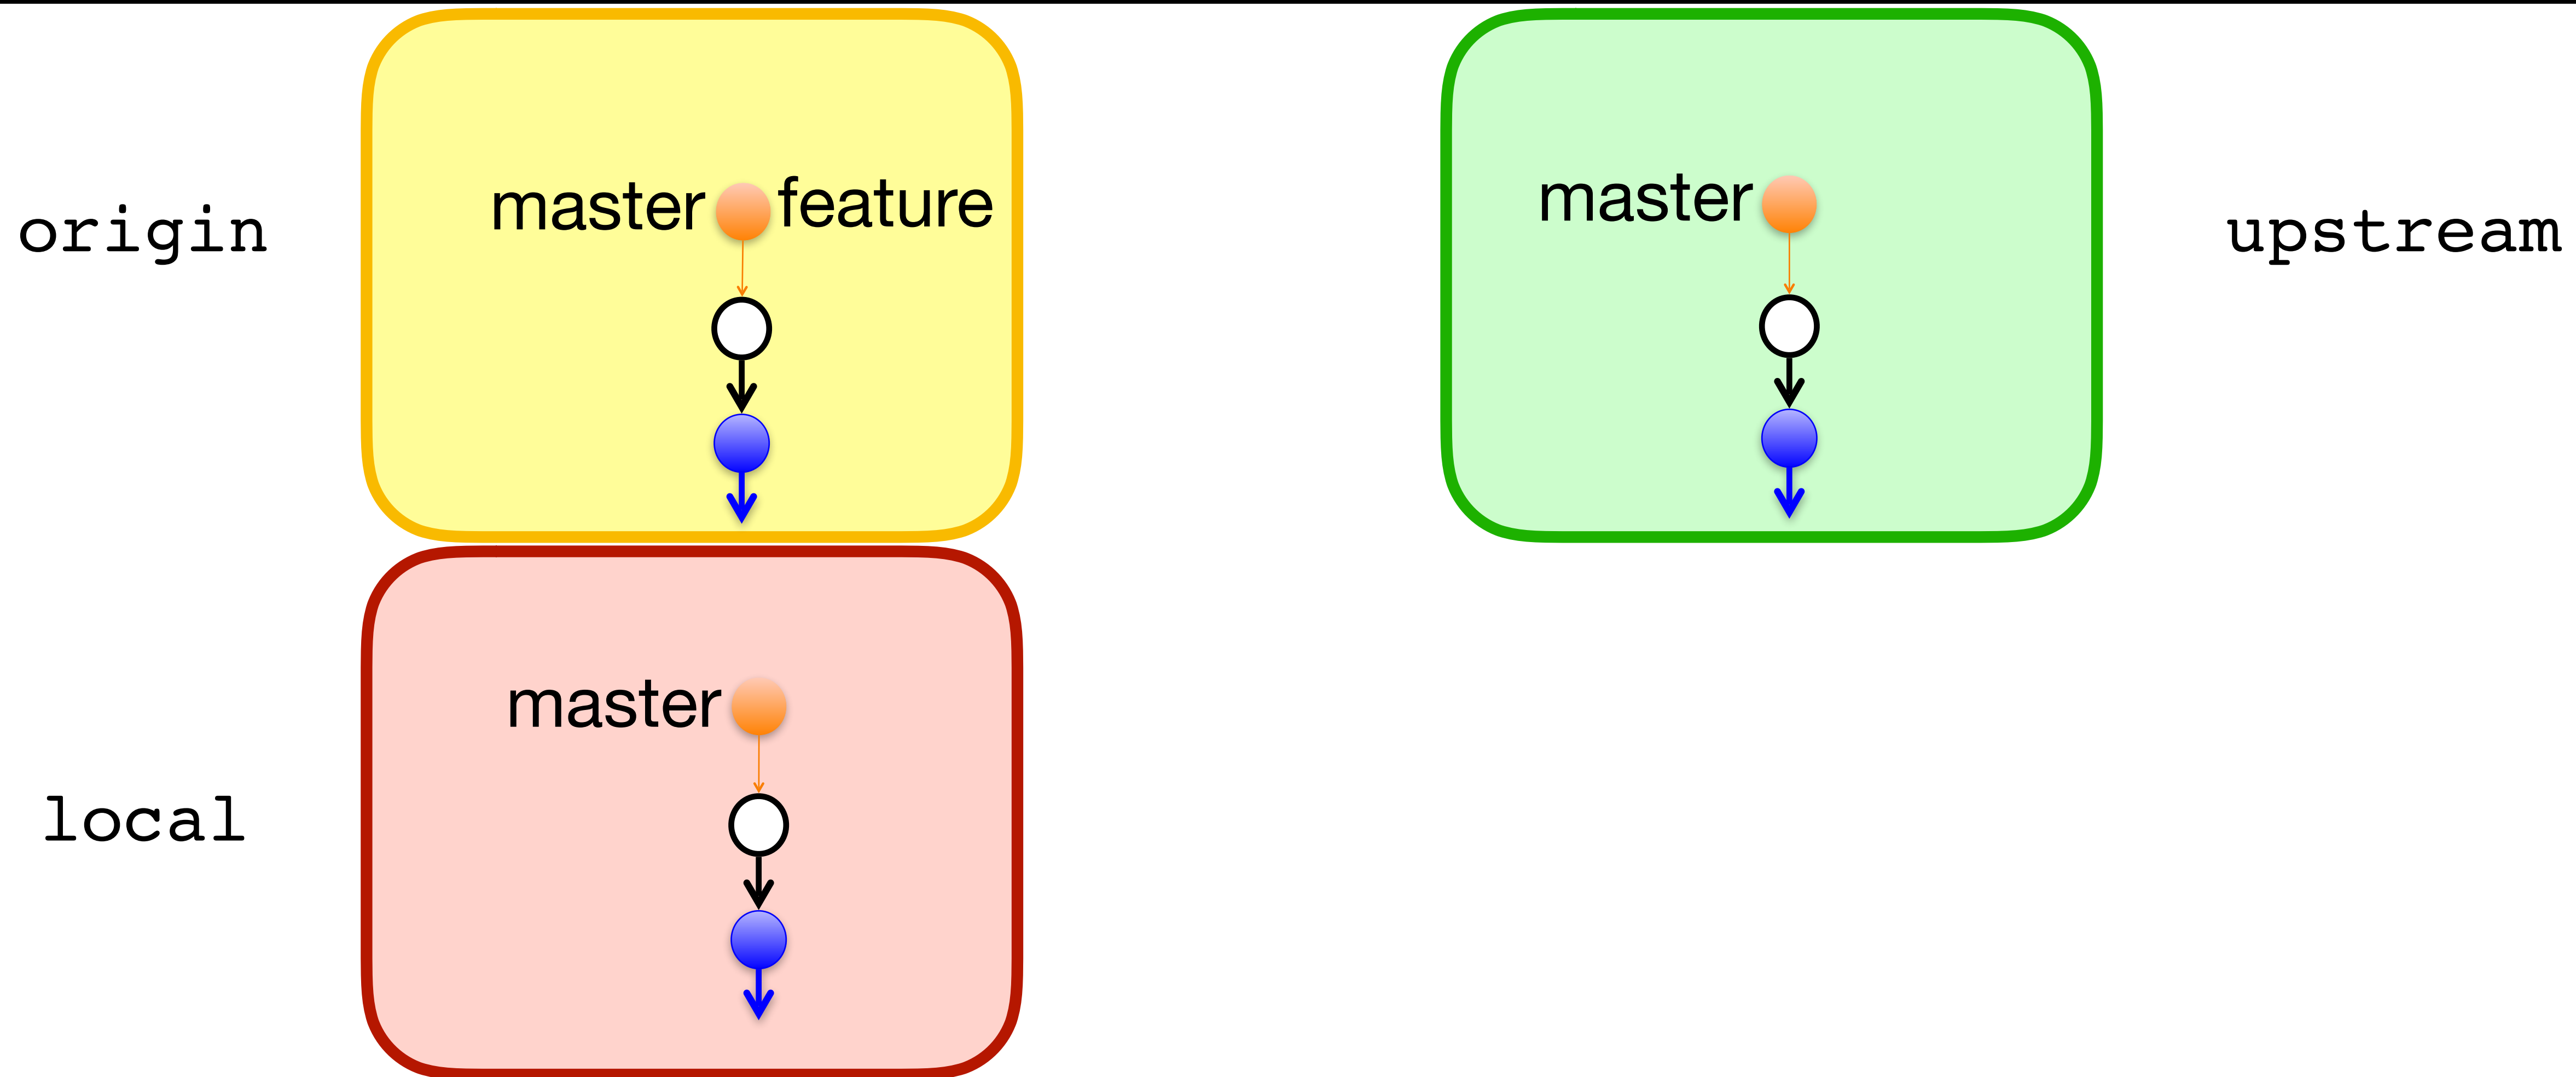 origin
master feature
master
upstream
local
master